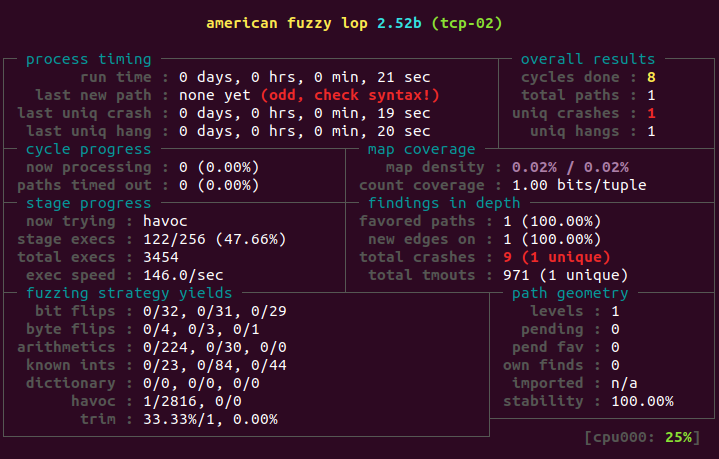 american fuzzy lop 2.52b (tcp-02)
process timing overall results
run time : 0 days, 0 hrs, 0 min, 21 sec cycles done : 8
last new path : none yet (odd, check syntax!) total paths : 1
last uniq crash : 0 days, 0 hrs, 0 min, 19 sec uniq crashes : 1
last uniq hang : 0 days, 0 hrs, 0 min, 20 sec uniq hangs : 1
cycle progress map coverage
now processing : 0 (0.00%) map density : 0.02% / 0.02%
paths timed out : 0 (0.00%) count coverage : 1.00 bits/tuple
stage progress findings in depth
now trying : havoc favored paths : 1 (100.00%)
stage execs : 122/256 (47.66%) new edges on : 1 (100.00%)
total execs : 3454 total crashes : 9 (1 unique)
exec speed : 146.0/sec total tmouts : 971 (1 unique)
fuzzing strategy yields path geometry
bit flips : 0/32, 0/31, 0/29 levels : 1
byte flips : 0/4, 0/3, 0/1 pending : 0
arithmetics : 0/224, 0/30, 0/0 pend fav : 0
known ints : 0/23, 0/84, 0/44 own finds : 0
dictionary : 0/0, 0/0, 0/0 imported : n/a
havoc : 1/2816, 0/0 stability : 100.00%
trim : 33.33%/1, 0.00%
[cpu000: 25%]